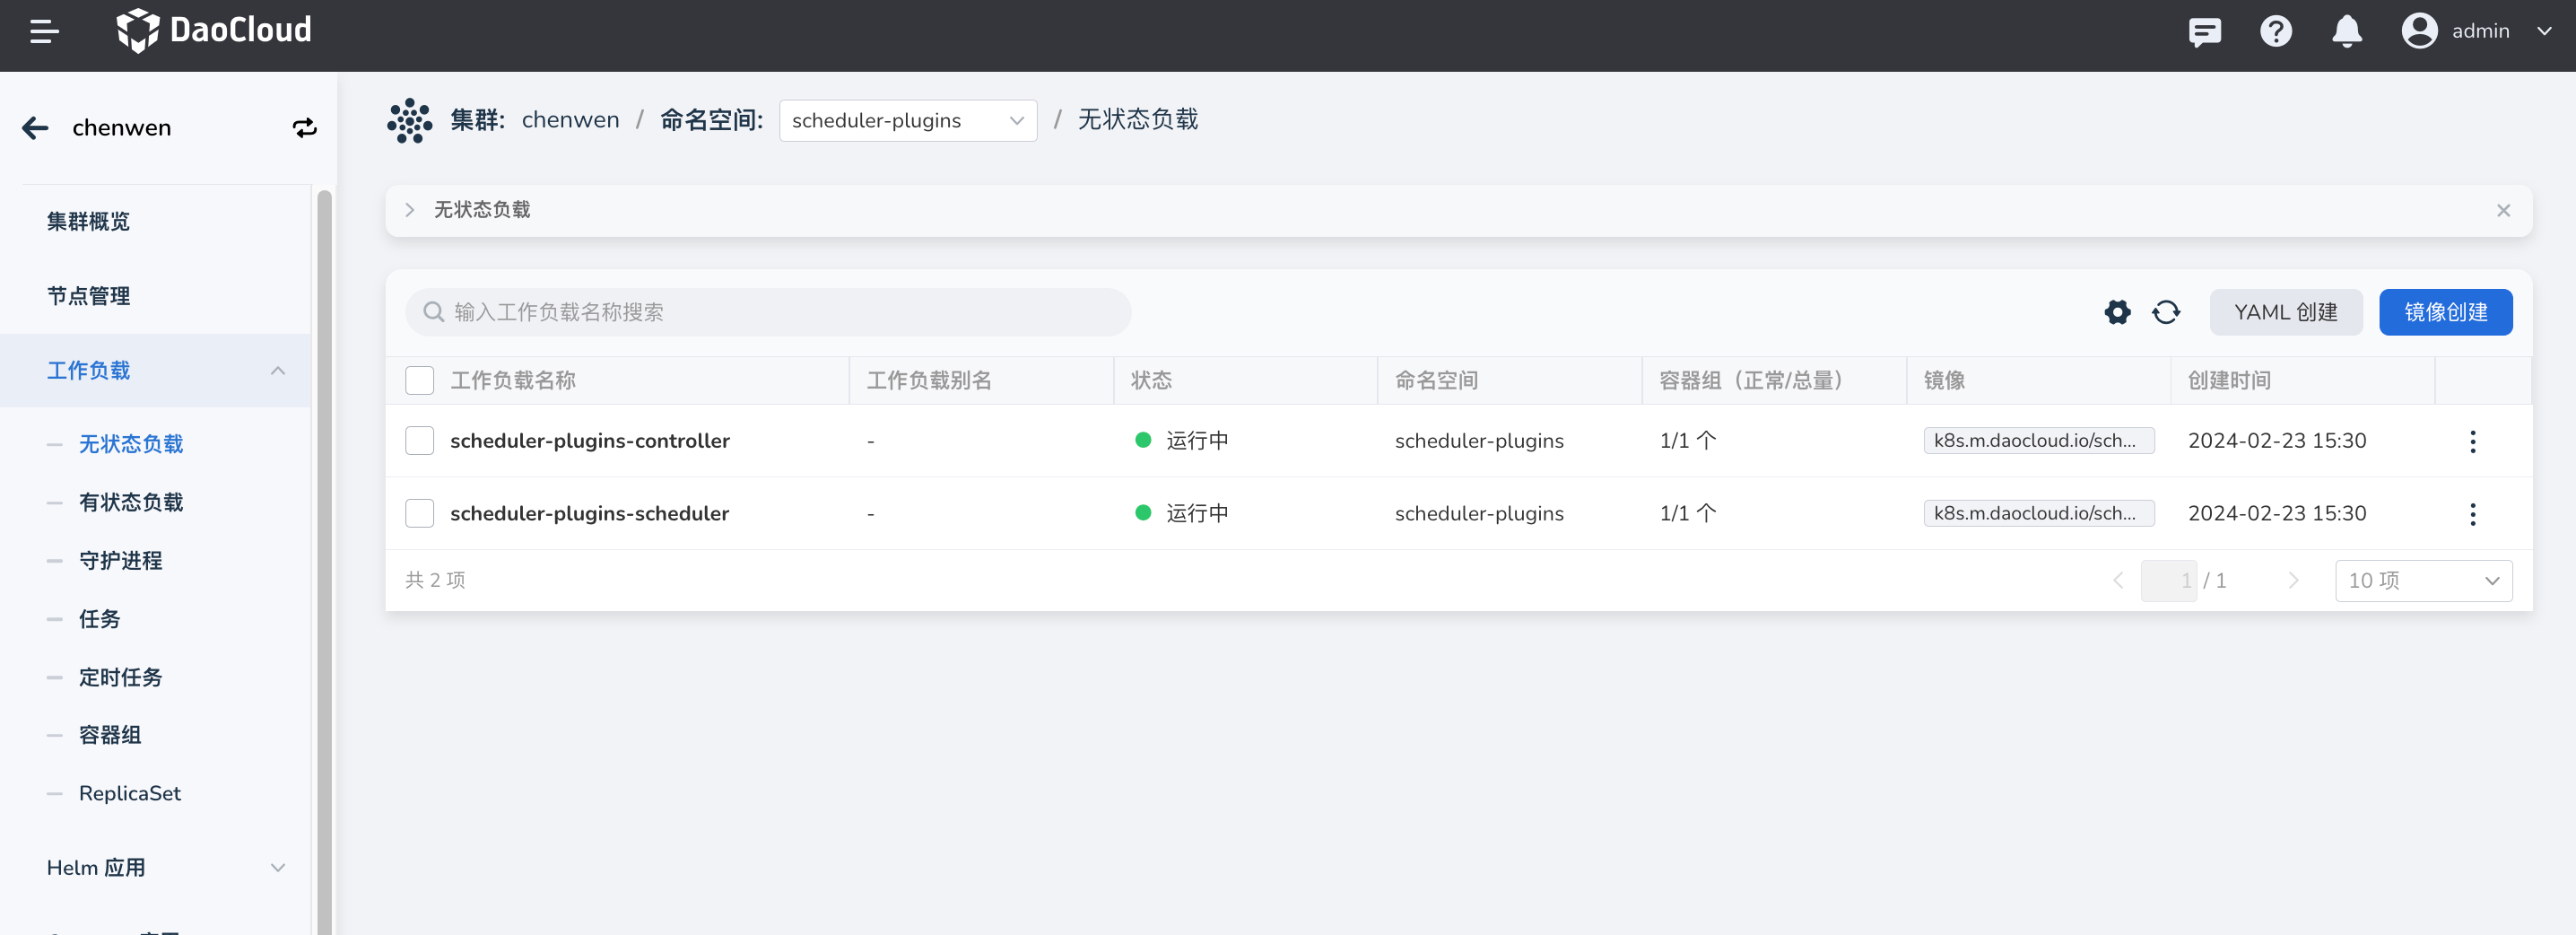 DaoCloud
admin
chenwen
集群: chenwen / 命名空间: scheduler-plugins / 无状态负载
集群概览
节点管理
工作负载
无状态负载
有状态负载
守护进程
任务
定时任务
容器组
ReplicaSet
Helm 应用
无状态负载
输入工作负载名称搜索
YAML 创建
镜像创建
工作负载名称 工作负载别名 状态 命名空间 容器组（正常/总量） 镜像 创建时间
scheduler-plugins-controller - 运行中 scheduler-plugins 1/1 个 k8s.m.daocloud.io/sch... 2024-02-23 15:30
scheduler-plugins-scheduler - 运行中 scheduler-plugins 1/1 个 k8s.m.daocloud.io/sch... 2024-02-23 15:30
共 2 项
1 / 1
10 项